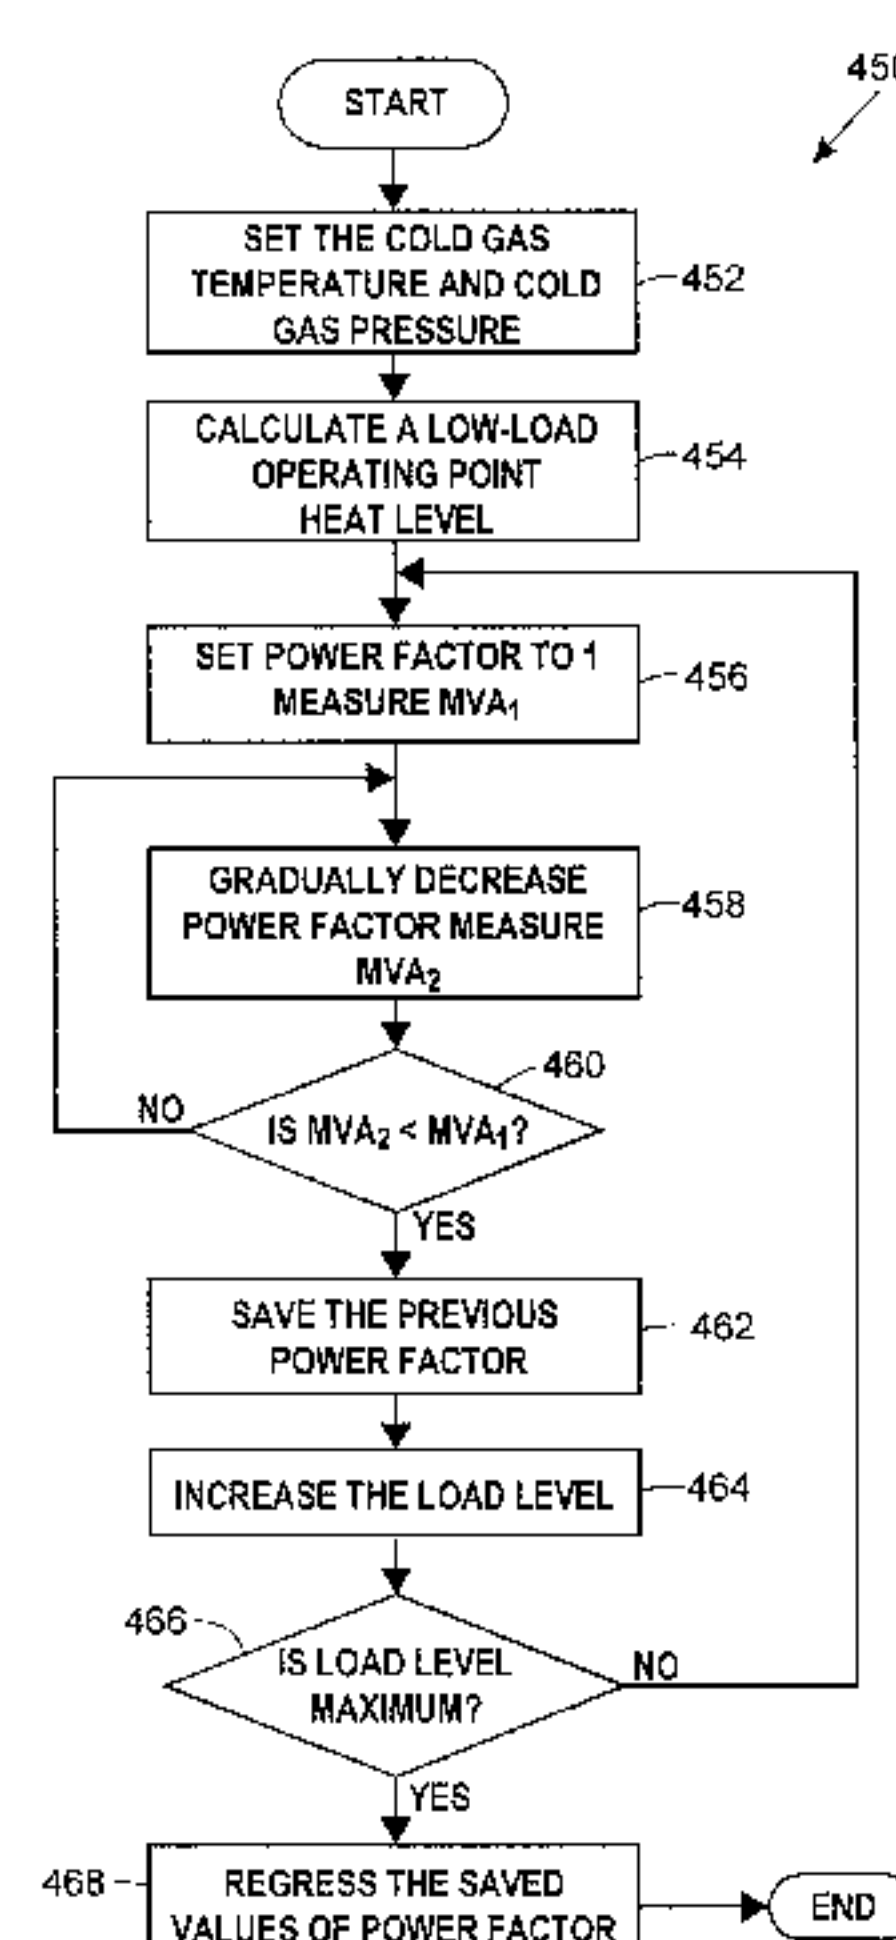 START
SET THE COLD GAS
TEMPERATURE AND COLD
GAS PRESSURE
452
CALCULATE A LOW-LOAD
OPERATING POINT
HEAT LEVEL
454
SET POWER FACTOR TO 1
MEASURE MVA₁
456
GRADUALLY DECREASE
POWER FACTOR MEASURE
MVA₂
458
460
NO
IS MVA₂ < MVA₁?
YES
SAVE THE PREVIOUS
POWER FACTOR
462
INCREASE THE LOAD LEVEL
464
466
IS LOAD LEVEL
MAXIMUM?
NO
YES
468
REGRESS THE SAVED
VALUES OF POWER FACTOR
END